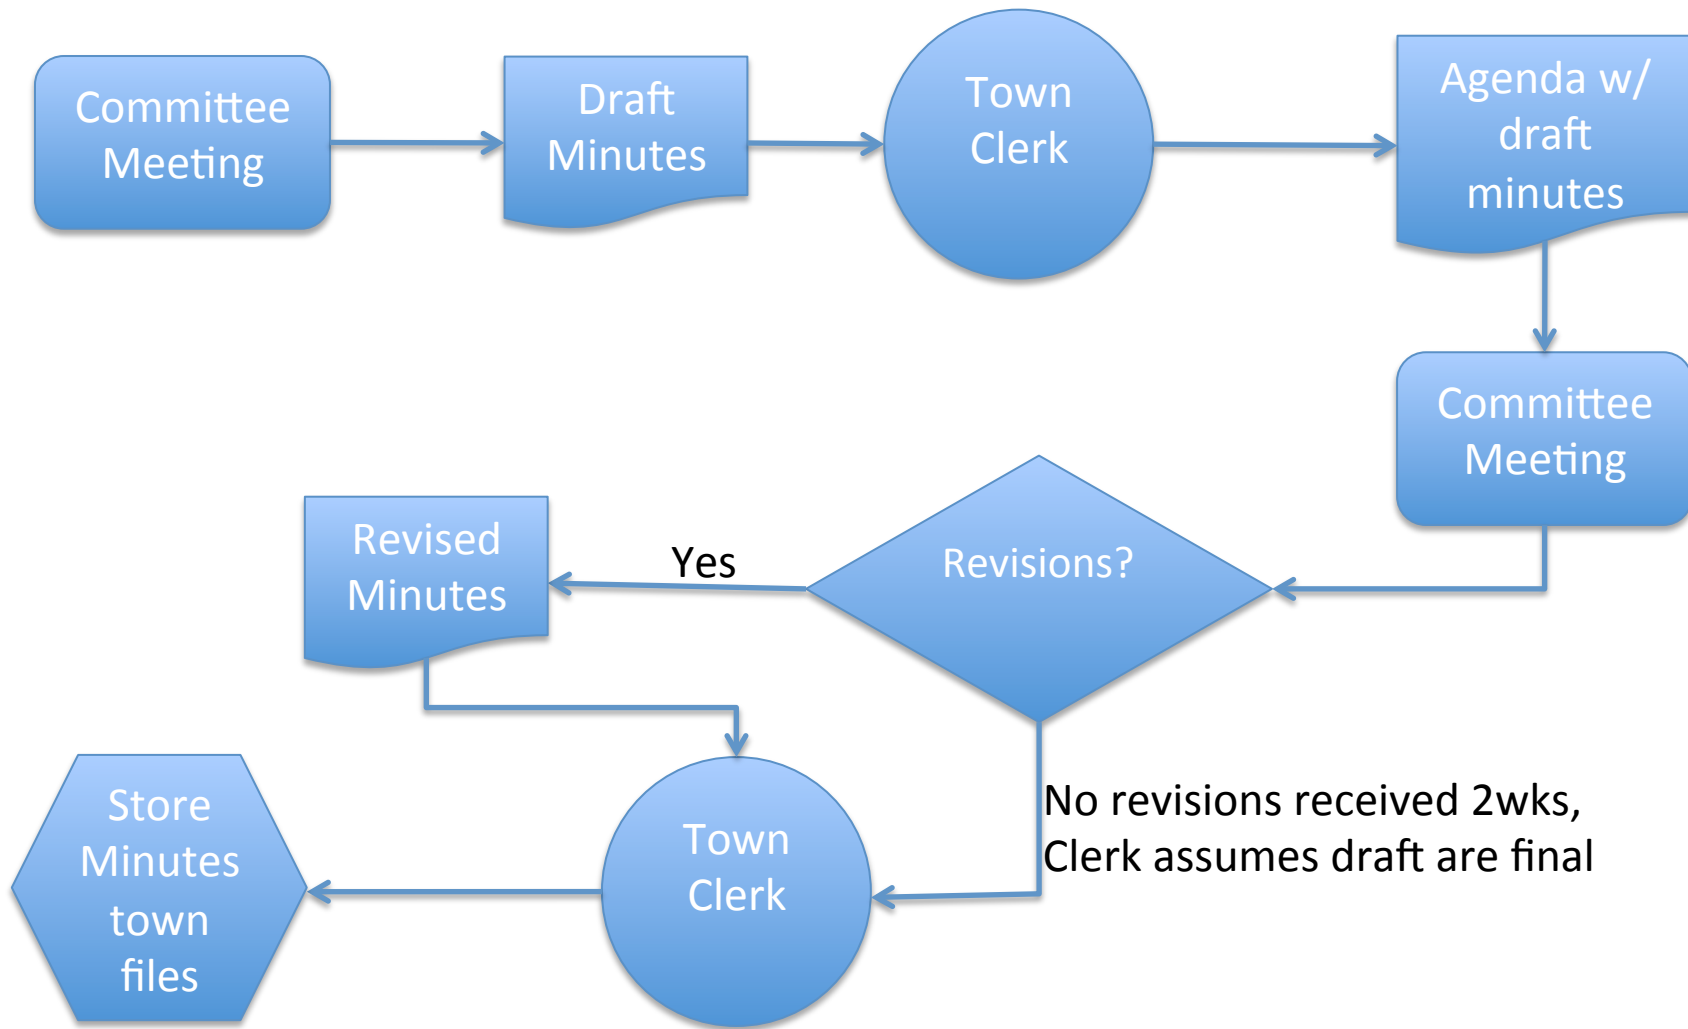 Committee
Meeting
Draft
Minutes
Town
Clerk
Agenda w/
draft
minutes
Committee
Meeting
Revisions?
Yes
Revised
Minutes
No revisions received 2wks,
Clerk assumes draft are final
Town
Clerk
Store
Minutes
town
files